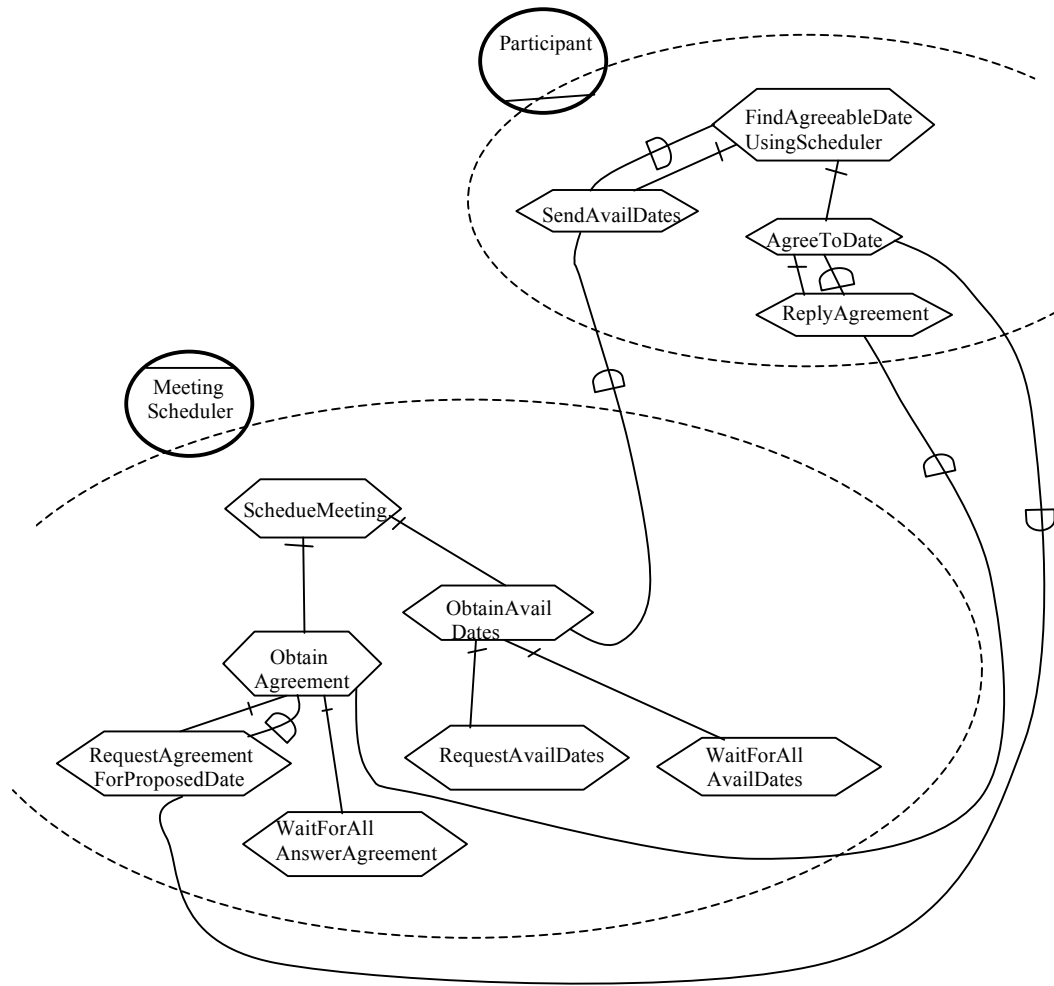 Participant
FindAgreeableDate
UsingScheduler
SendAvailDates
AgreeToDate
ReplyAgreement
Meeting
Scheduler
SchedueMeeting
ObtainAvail
Dates
Obtain
Agreement
RequestAgreement
ForProposedDate
RequestAvailDates
WaitForAll
AvailDates
WaitForAll
AnswerAgreement